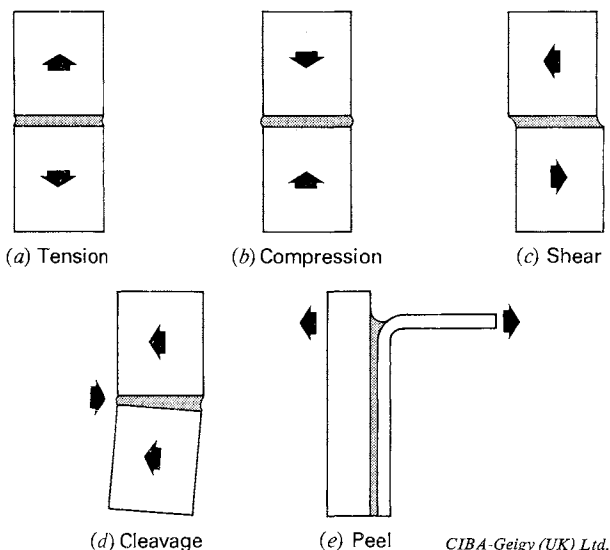 (a) Tension
(b) Compression
(c) Shear
(d) Cleavage
(e) Peel
CIBA-Geigy (UK) Ltd.